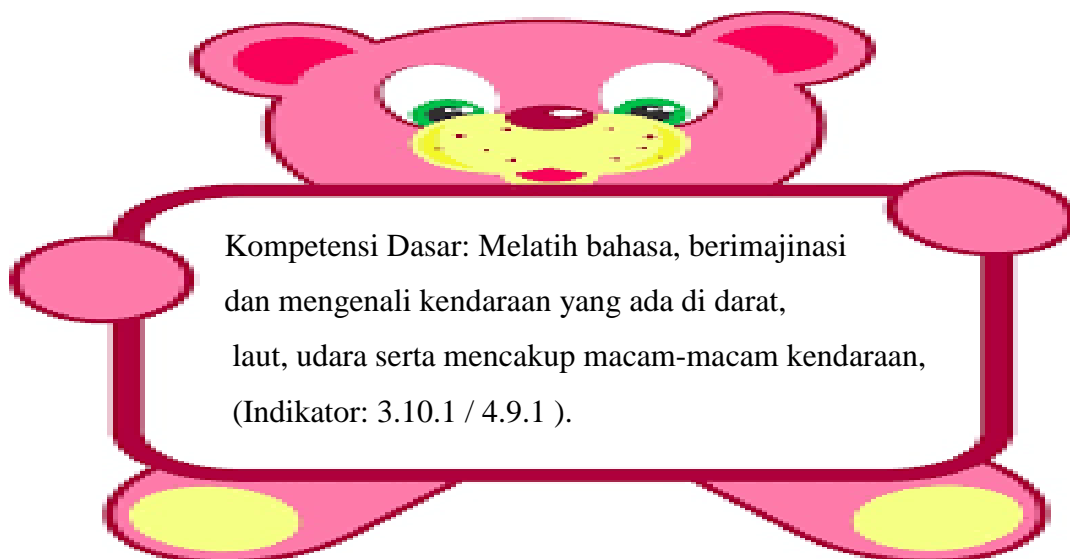 Kompetensi Dasar: Melatih bahasa, berimajinasi
dan mengenali kendaraan yang ada di darat,
laut, udara serta mencakup macam-macam kendaraan,
(Indikator: 3.10.1 / 4.9.1 ).